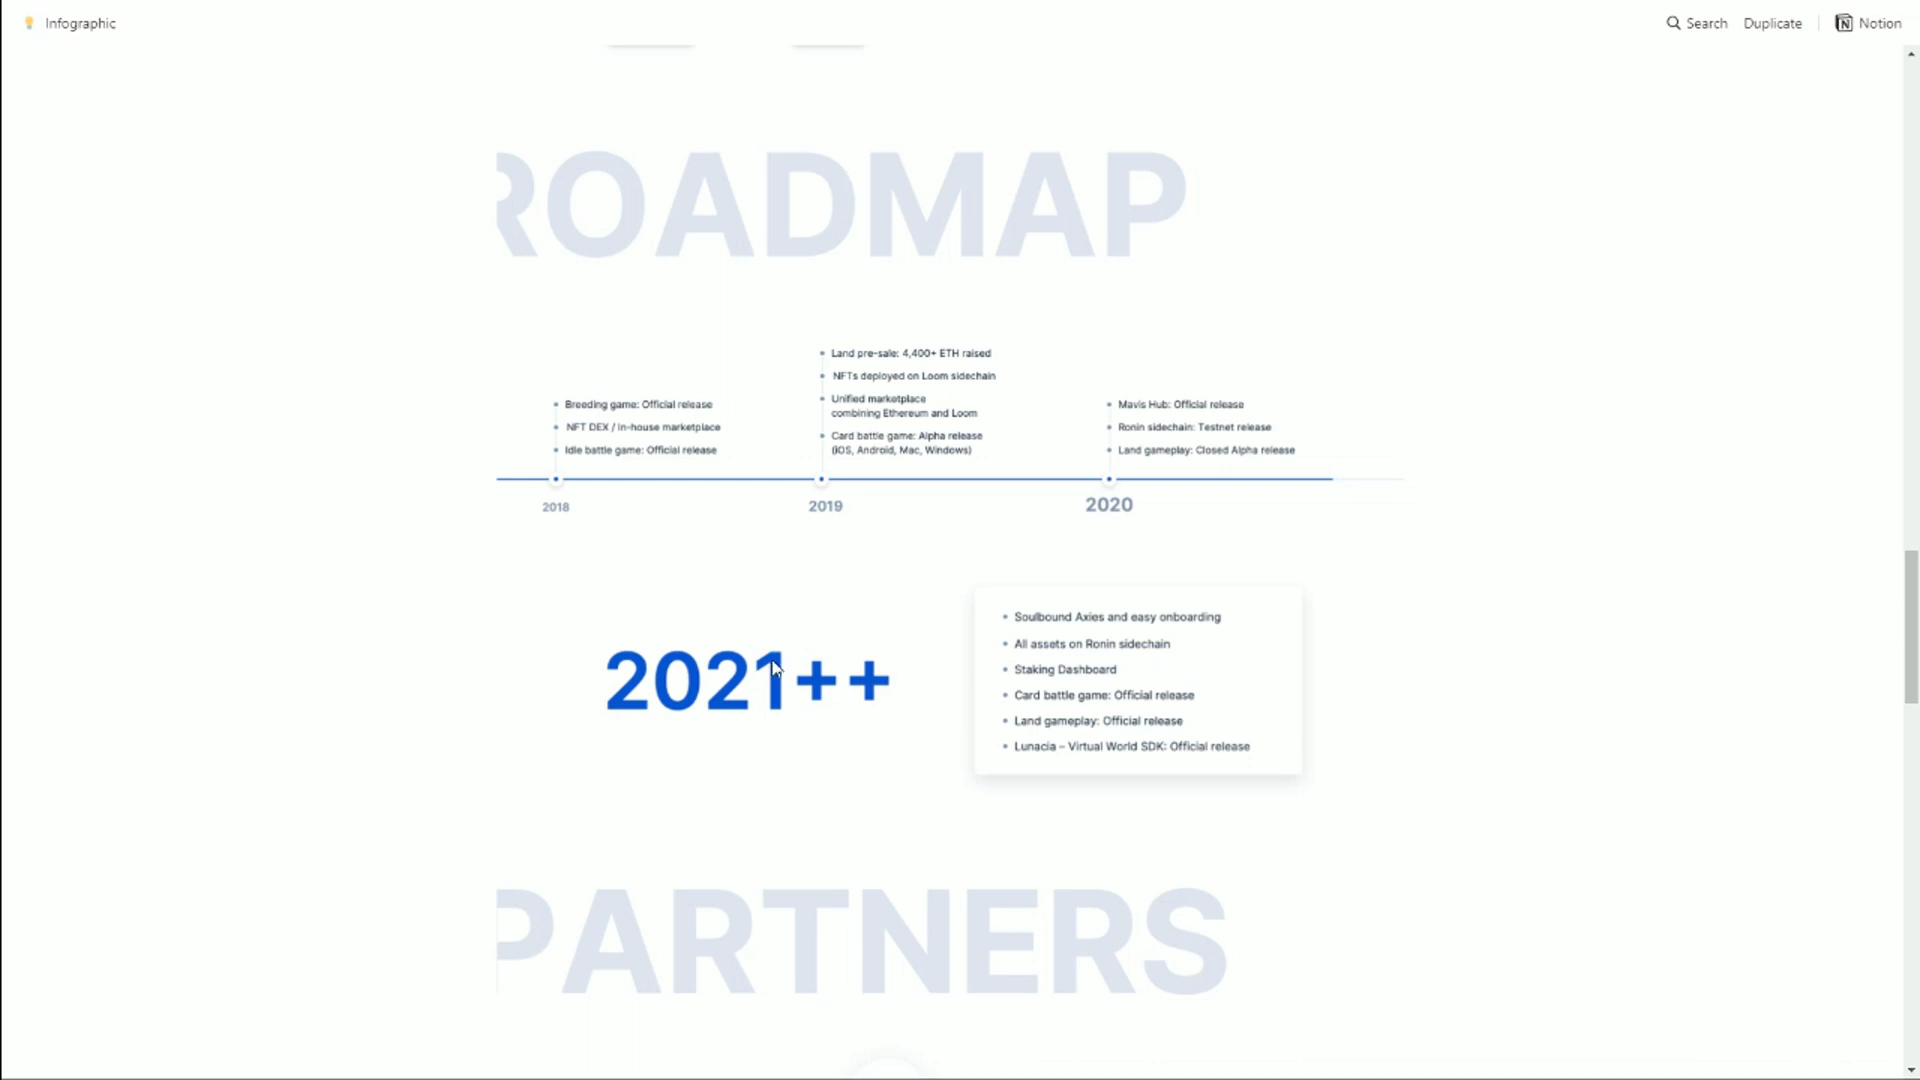 Infographic
Search Duplicate Notion
ROADMAP
Breeding game: Official release
NFT DEX / In-house marketplace
Idle battle game: Official release
2018
Land pre-sale: 4,400+ ETH raised
NFTs deployed on Loom sidechain
Unified marketplace
combining Ethereum and Loom
Card battle game: Alpha release
(iOS, Android, Mac, Windows)
2019
Mavis Hub: Official release
Ronin sidechain: Testnet release
Land gameplay: Closed Alpha release
2020
2021++
Soulbound Axies and easy onboarding
All assets on Ronin sidechain
Staking Dashboard
Card battle game: Official release
Land gameplay: Official release
Lunacia – Virtual World SDK: Official release
PARTNERS